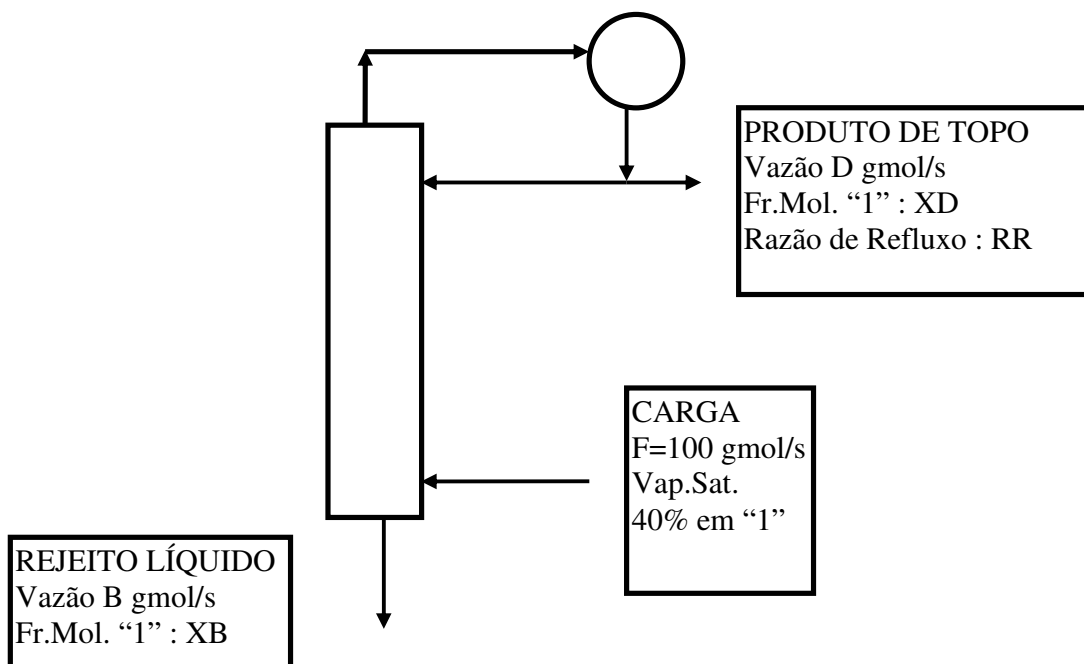 PRODUTO DE TOPO
Vazão D gmol/s
Fr.Mol. “1” : XD
Razão de Refluxo : RR
CARGA
F=100 gmol/s
Vap.Sat.
40% em “1”
REJEITO LÍQUIDO
Vazão B gmol/s
Fr.Mol. “1” : XB